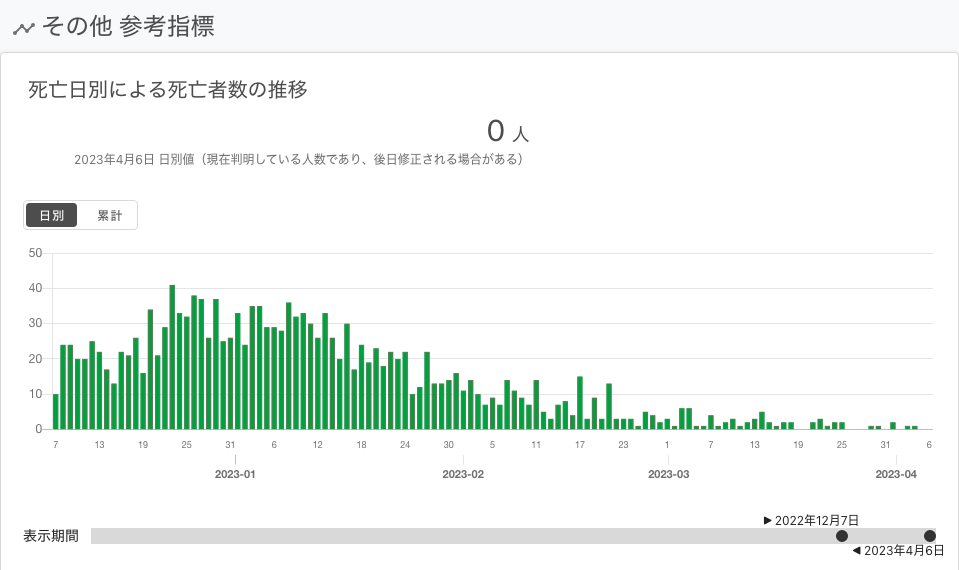 その他 参考指標
死亡日別による死亡者数の推移
0 人
2023年4月6日 日別値（現在判明している人数であり、後日修正される場合がある）
日別 累計
50
40
30
20
10
0
7 13 19 25 31 6 12 18 24 30 5 11 17 23 1 7 13 19 25 31 6
2023-01 2023-02 2023-03 2023-04
▶ 2022年12月7日
表示期間
◀ 2023年4月6日